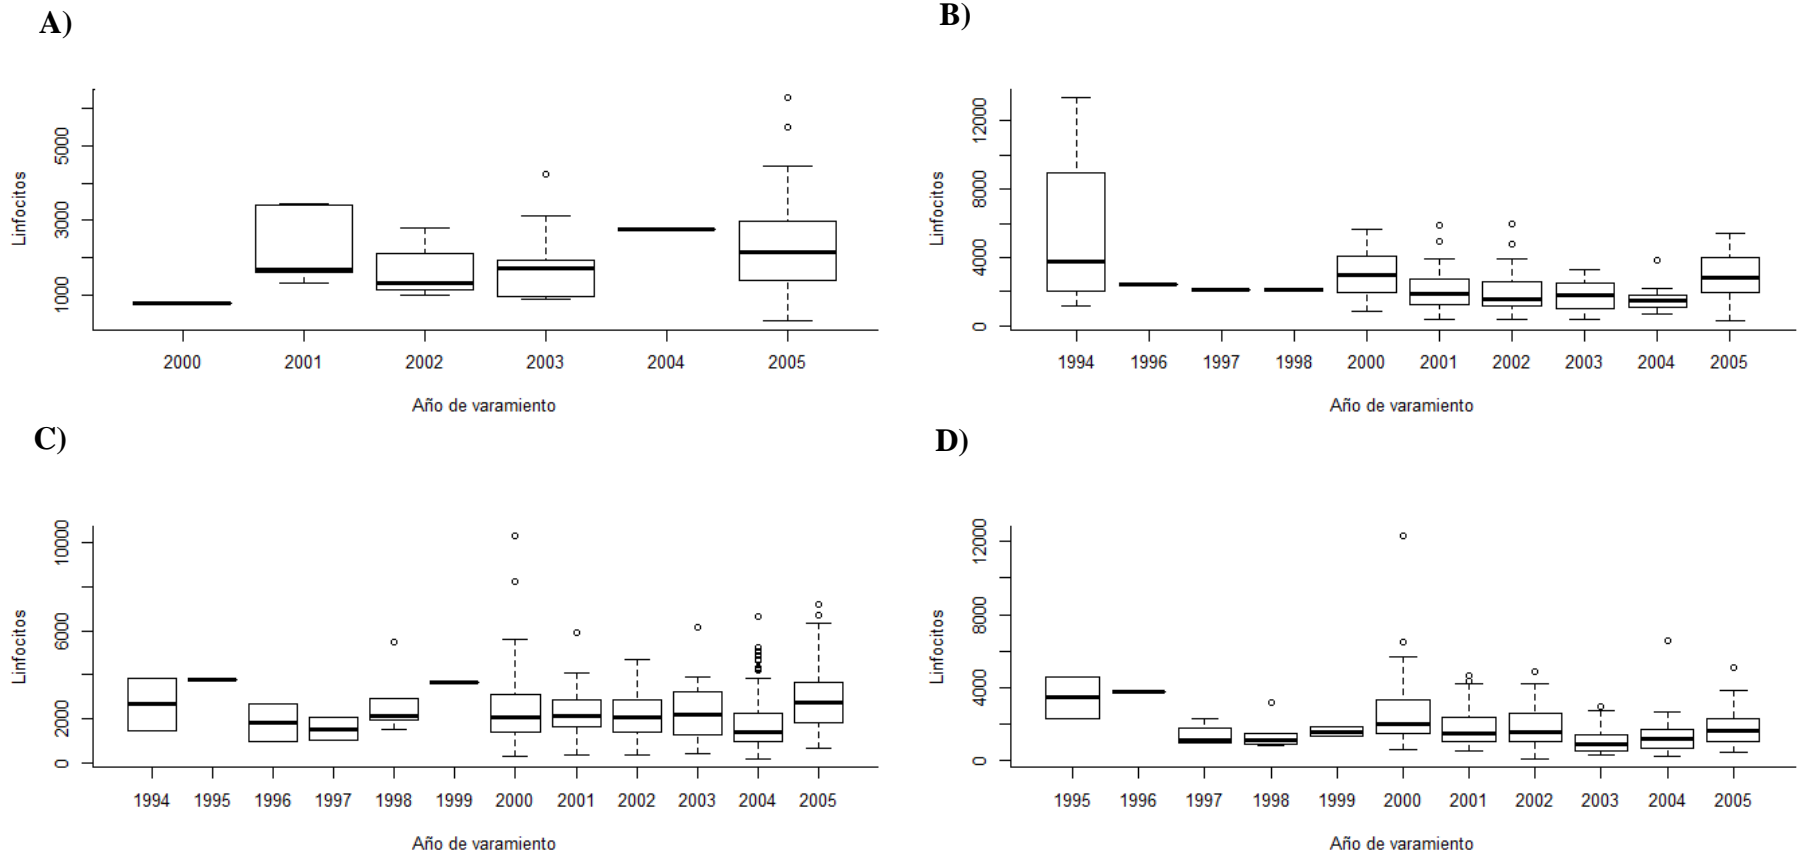 A)
Linfocitos
5000
3000
1000
2000 2001 2002 2003 2004 2005
Año de varamiento
B)
Linfocitos
12000
8000
4000
0
1994 1996 1997 1998 2000 2001 2002 2003 2004 2005
Año de varamiento
C)
Linfocitos
10000
6000
2000
0
1994 1995 1996 1997 1998 1999 2000 2001 2002 2003 2004 2005
Año de varamiento
D)
Linfocitos
12000
8000
4000
0
1995 1996 1997 1998 1999 2000 2001 2002 2003 2004 2005
Año de varamiento